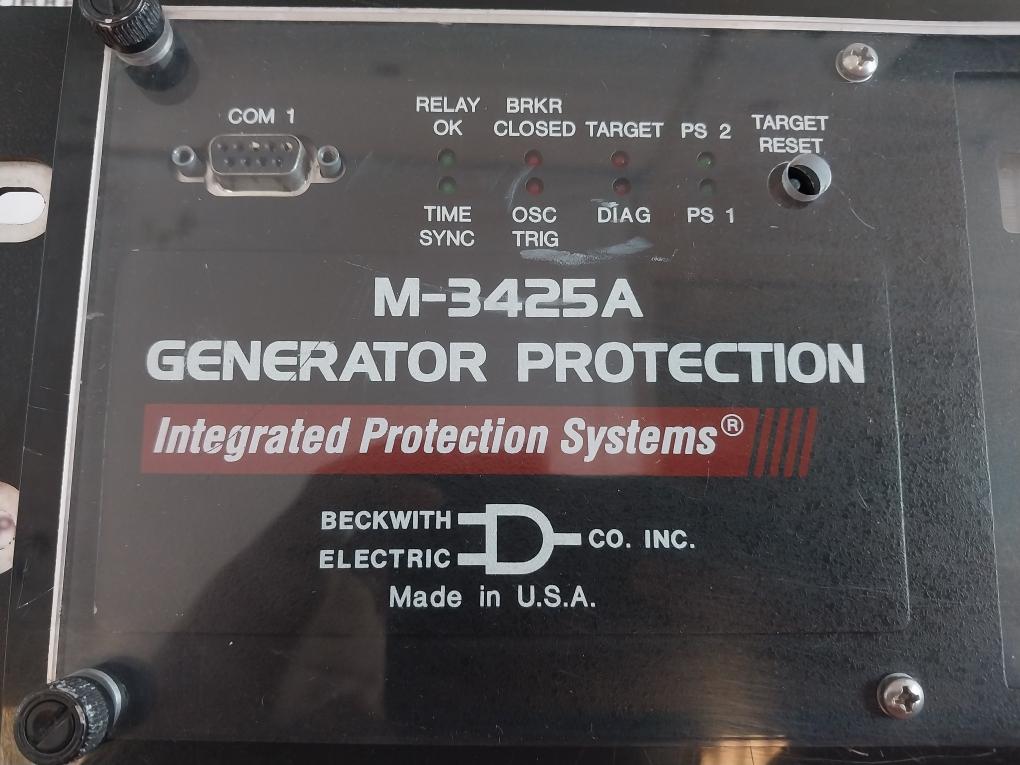 COM 1
RELAY OK
BRKR CLOSED
TARGET
PS 2
TARGET RESET
TIME SYNC
OSC TRIG
DIAG
PS 1
M-3425A
GENERATOR PROTECTION
Integrated Protection Systems®
BECKWITH
ELECTRIC
CO. INC.
Made in U.S.A.